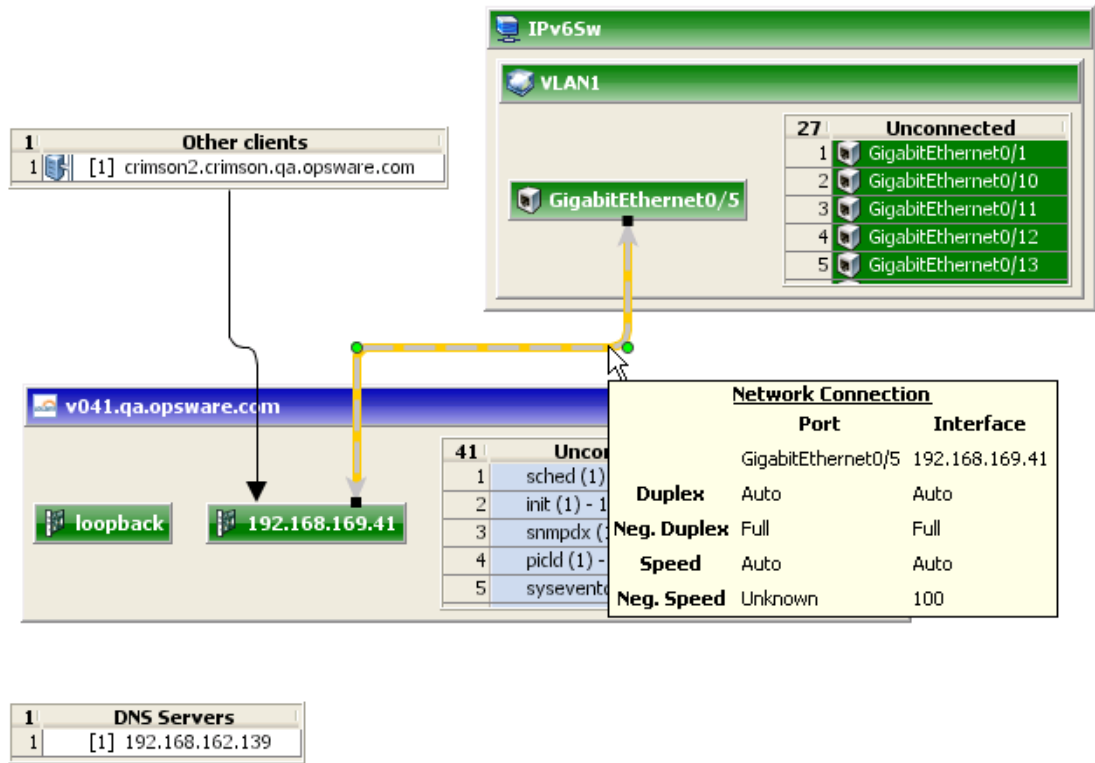 IPv6Sw
VLAN1
27 Unconnected
1 GigabitEthernet0/1
2 GigabitEthernet0/10
3 GigabitEthernet0/11
4 GigabitEthernet0/12
5 GigabitEthernet0/13
GigabitEthernet0/5
1 Other clients
1 [1] crimson2.crimson.qa.opsware.com
v041.qa.opsware.com
loopback
192.168.169.41
41 Uncor
1 sched (1)
2 init (1) - 1
3 snmpdx (1
4 picld (1) -
5 sysevento
Network Connection
Port Interface
GigabitEthernet0/5 192.168.169.41
Duplex Auto Auto
Neg. Duplex Full Full
Speed Auto Auto
Neg. Speed Unknown 100
1 DNS Servers
1 [1] 192.168.162.139